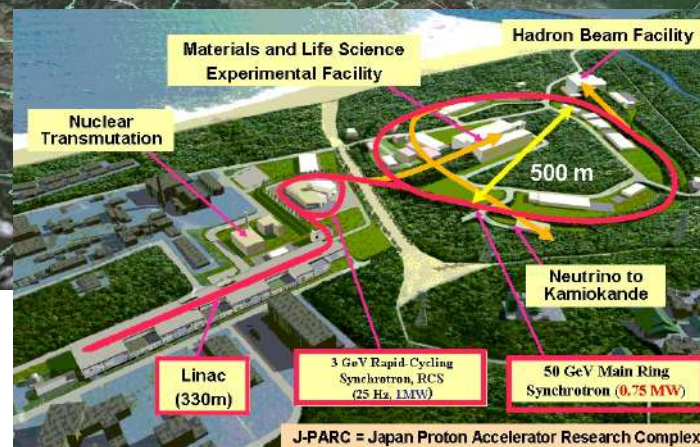 Hadron Beam Facility
Materials and Life Science
Experimental Facility
Nuclear
Transmutation
500 m
Neutrino to
Kamiokande
Linac
(330m)
3 GeV Rapid-Cycling
Synchrotron, RCS
(25 Hz, 1MW)
50 GeV Main Ring
Synchrotron (0.75 MW)
J-PARC = Japan Proton Accelerator Research Complex